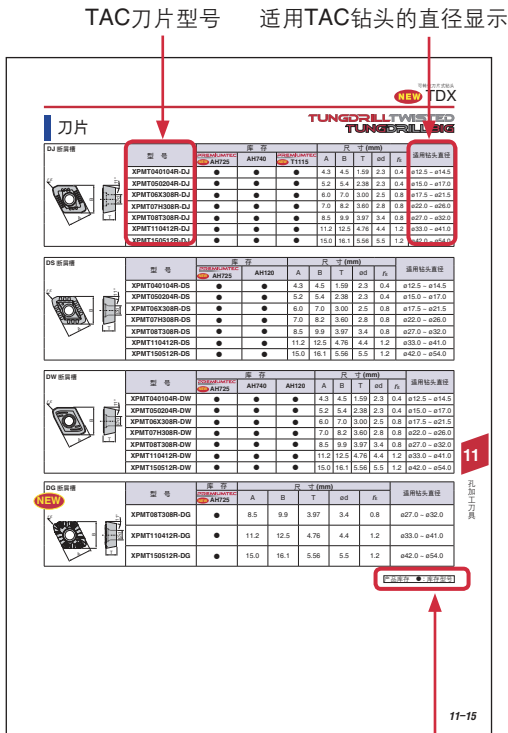 TAC刀片型号 适用TAC钻头的直径显示
NEW TDX
TUNGDRILLTWISTED
TUNGDRILLBIG
刀片
DJ 断屑槽
型 号 库 存 尺 寸 (mm) 适用钻头直径
PREMIUMTEC NEW AH725 AH740 PREMIUMTEC NEW T1115 A B T ød rε
XPMT040104R-DJ ● ● ● 4.3 4.5 1.59 2.3 0.4 ø12.5 ~ ø14.5
XPMT050204R-DJ ● ● ● 5.2 5.4 2.38 2.3 0.4 ø15.0 ~ ø17.0
XPMT06X308R-DJ ● ● ● 6.0 7.0 3.00 2.5 0.8 ø17.5 ~ ø21.5
XPMT07H308R-DJ ● ● ● 7.0 8.2 3.60 2.8 0.8 ø22.0 ~ ø26.0
XPMT08T308R-DJ ● ● ● 8.5 9.9 3.97 3.4 0.8 ø27.0 ~ ø32.0
XPMT110412R-DJ ● ● ● 11.2 12.5 4.76 4.4 1.2 ø33.0 ~ ø41.0
XPMT150512R-DJ ● ● ● 15.0 16.1 5.56 5.5 1.2 ø42.0 ~ ø54.0
DS 断屑槽
型 号 库 存 尺 寸 (mm) 适用钻头直径
PREMIUMTEC NEW AH725 AH120 A B T ød rε
XPMT040104R-DS ● ● 4.3 4.5 1.59 2.3 0.4 ø12.5 ~ ø14.5
XPMT050204R-DS ● ● 5.2 5.4 2.38 2.3 0.4 ø15.0 ~ ø17.0
XPMT06X308R-DS ● ● 6.0 7.0 3.00 2.5 0.8 ø17.5 ~ ø21.5
XPMT07H308R-DS ● ● 7.0 8.2 3.60 2.8 0.8 ø22.0 ~ ø26.0
XPMT08T308R-DS ● ● 8.5 9.9 3.97 3.4 0.8 ø27.0 ~ ø32.0
XPMT110412R-DS ● ● 11.2 12.5 4.76 4.4 1.2 ø33.0 ~ ø41.0
XPMT150512R-DS ● ● 15.0 16.1 5.56 5.5 1.2 ø42.0 ~ ø54.0
DW 断屑槽
型 号 库 存 尺 寸 (mm) 适用钻头直径
PREMIUMTEC NEW AH725 AH740 AH120 A B T ød rε
XPMT040104R-DW ● ● ● 4.3 4.5 1.59 2.3 0.4 ø12.5 ~ ø14.5
XPMT050204R-DW ● ● ● 5.2 5.4 2.38 2.3 0.4 ø15.0 ~ ø17.0
XPMT06X308R-DW ● ● ● 6.0 7.0 3.00 2.5 0.8 ø17.5 ~ ø21.5
XPMT07H308R-DW ● ● ● 7.0 8.2 3.60 2.8 0.8 ø22.0 ~ ø26.0
XPMT08T308R-DW ● ● ● 8.5 9.9 3.97 3.4 0.8 ø27.0 ~ ø32.0
XPMT110412R-DW ● ● ● 11.2 12.5 4.76 4.4 1.2 ø33.0 ~ ø41.0
XPMT150512R-DW ● ● ● 15.0 16.1 5.56 5.5 1.2 ø42.0 ~ ø54.0
11
孔加工刀具
DG 断屑槽
NEW
型 号 库 存 尺 寸 (mm) 适用钻头直径
PREMIUMTEC NEW AH725 A B T ød rε
XPMT08T308R-DG ● 8.5 9.9 3.97 3.4 0.8 ø27.0 ~ ø32.0
XPMT110412R-DG ● 11.2 12.5 4.76 4.4 1.2 ø33.0 ~ ø41.0
XPMT150512R-DG ● 15.0 16.1 5.56 5.5 1.2 ø42.0 ~ ø54.0
产品库存 ●: 库存型号
11–15